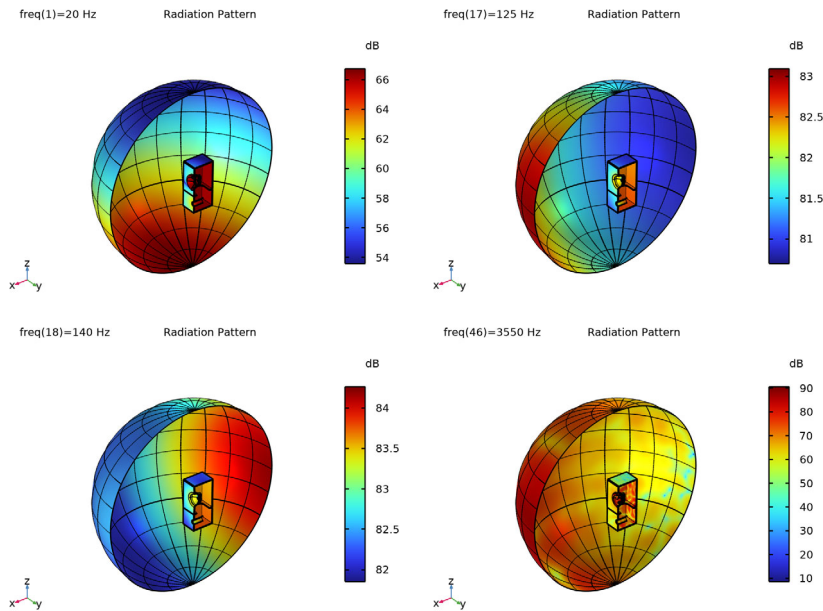 freq(1)=20 Hz Radiation Pattern
dB
66
64
62
60
58
56
54
z
x y
freq(17)=125 Hz Radiation Pattern
dB
83
82.5
82
81.5
81
z
x y
freq(18)=140 Hz Radiation Pattern
dB
84
83.5
83
82.5
82
z
x y
freq(46)=3550 Hz Radiation Pattern
dB
90
80
70
60
50
40
30
20
10
z
x y